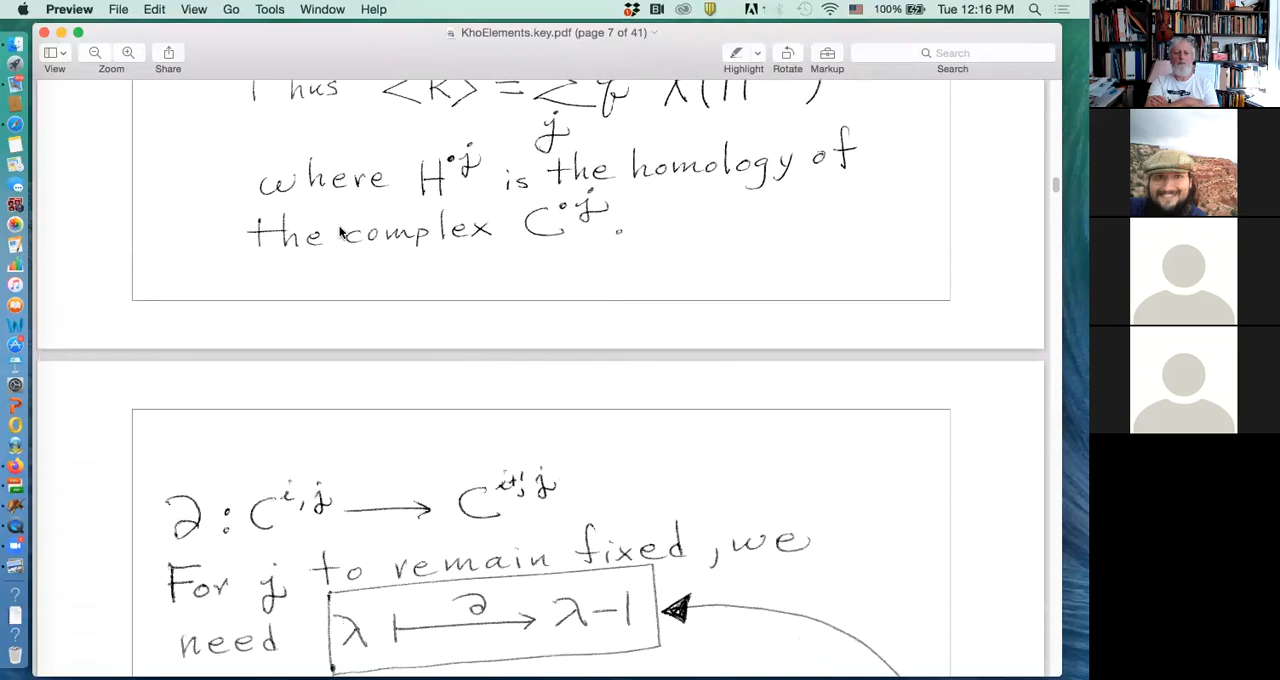 Preview File Edit View Go Tools Window Help 100% Tue 12:16 PM
KhoElements.key.pdf (page 7 of 41)
View Zoom Share Highlight Rotate Markup Search
Search
Thus <K> = Σ q
j
where H^{•j} is the homology of
the complex C^{•j}.
∂ : C^{i,j} ⟶ C^{i+1,j}
For j to remain fixed, we
need λ ⟼ λ-1
∂